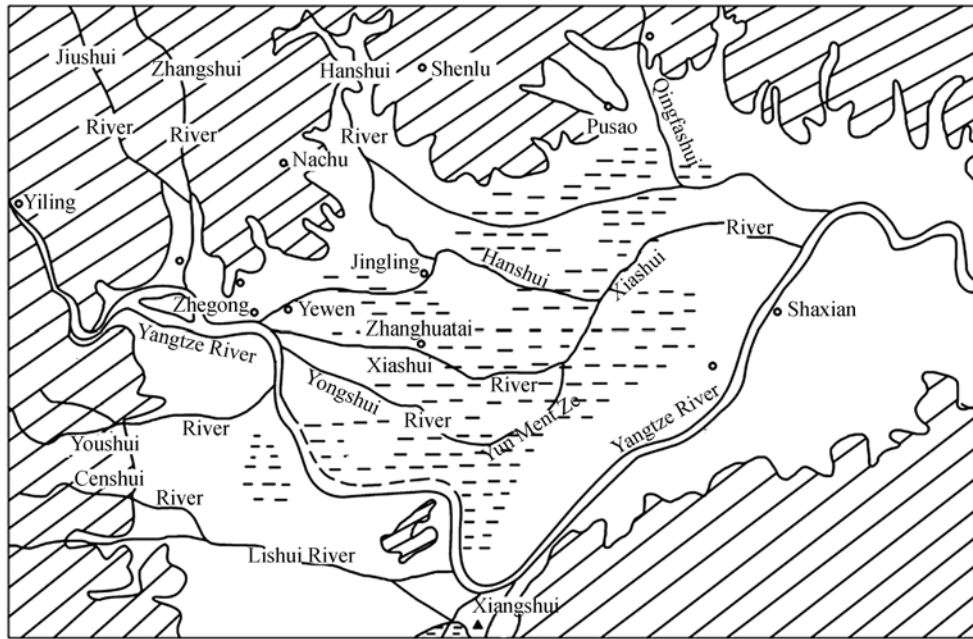 Jiushui
River
Zhangshui
River
Hanshui
River
Shenlu
Pusao
Qingfashui
Nachu
Yiling
River
Jingling
Hanshui
Xiashui
Zhegong
Yewen
Shaxian
Yangtze River
Zhanghuatai
Xiashui
River
Yongshui
River
Yun Ment Ze
Yangtze River
Youshui
River
Censhui
River
Lishui River
Xiangshui